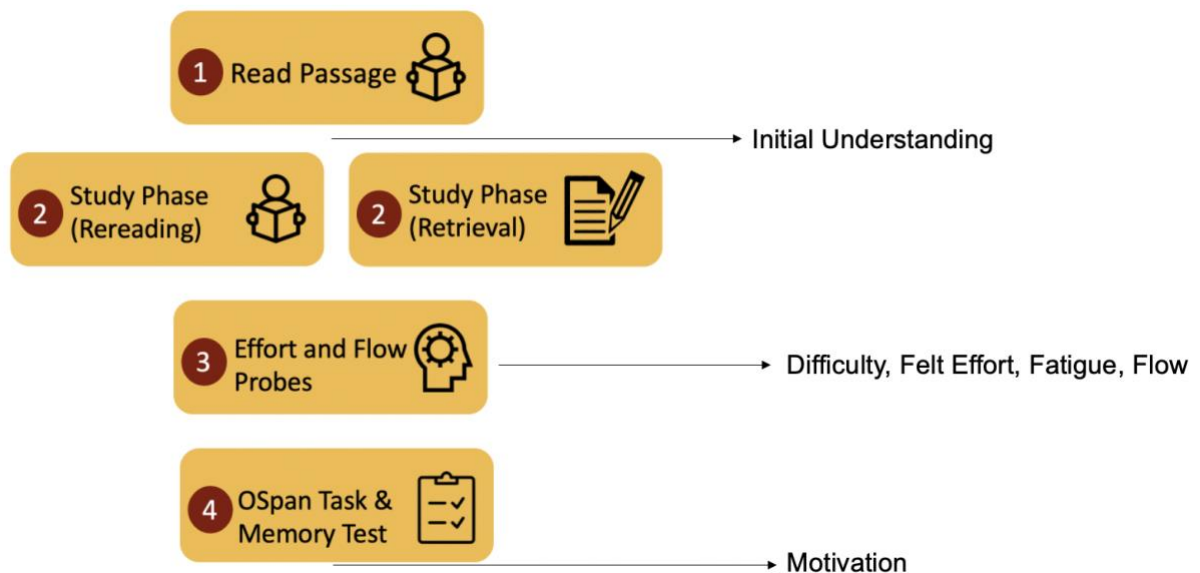 1 Read Passage
Initial Understanding
2 Study Phase
(Rereading)
2 Study Phase
(Retrieval)
3 Effort and Flow
Probes
Difficulty, Felt Effort, Fatigue, Flow
4 OSpan Task &
Memory Test
Motivation